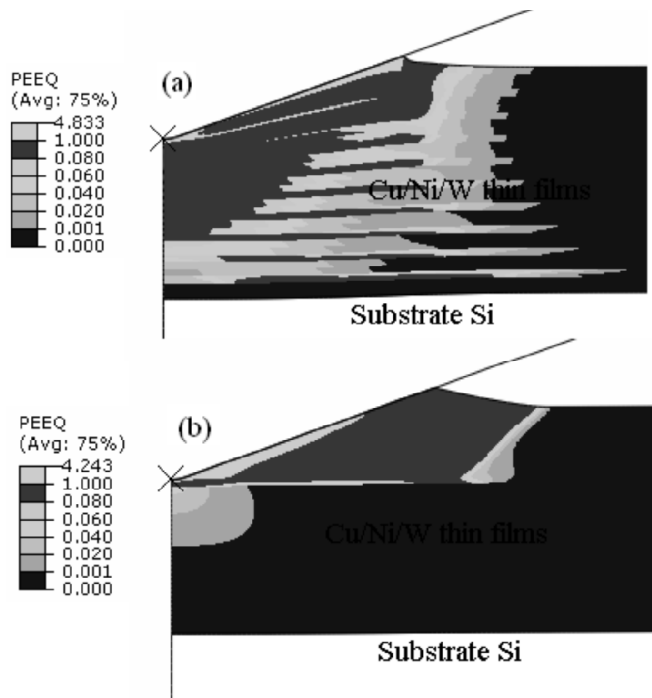 PEEQ
(Avg: 75%)
4.833
1.000
0.080
0.060
0.040
0.020
0.001
0.000
(a)
Cu/Ni/W thin films
Substrate Si
PEEQ
(Avg: 75%)
4.243
1.000
0.080
0.060
0.040
0.020
0.001
0.000
(b)
Cu/Ni/W thin films
Substrate Si